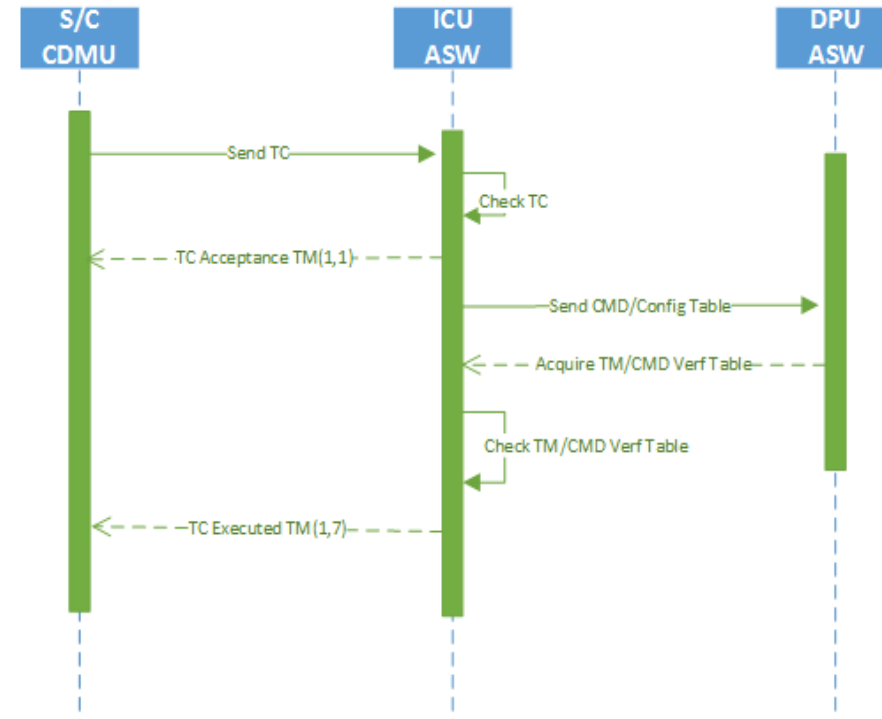 S/C
CDMU
ICU
ASW
DPU
ASW
Send TC
Check TC
TC Acceptance TM(1,1)
Send CMD/Config Table
Acquire TM/CMD Verf Table
Check TM/CMD Verf Table
TC Executed TM(1,7)